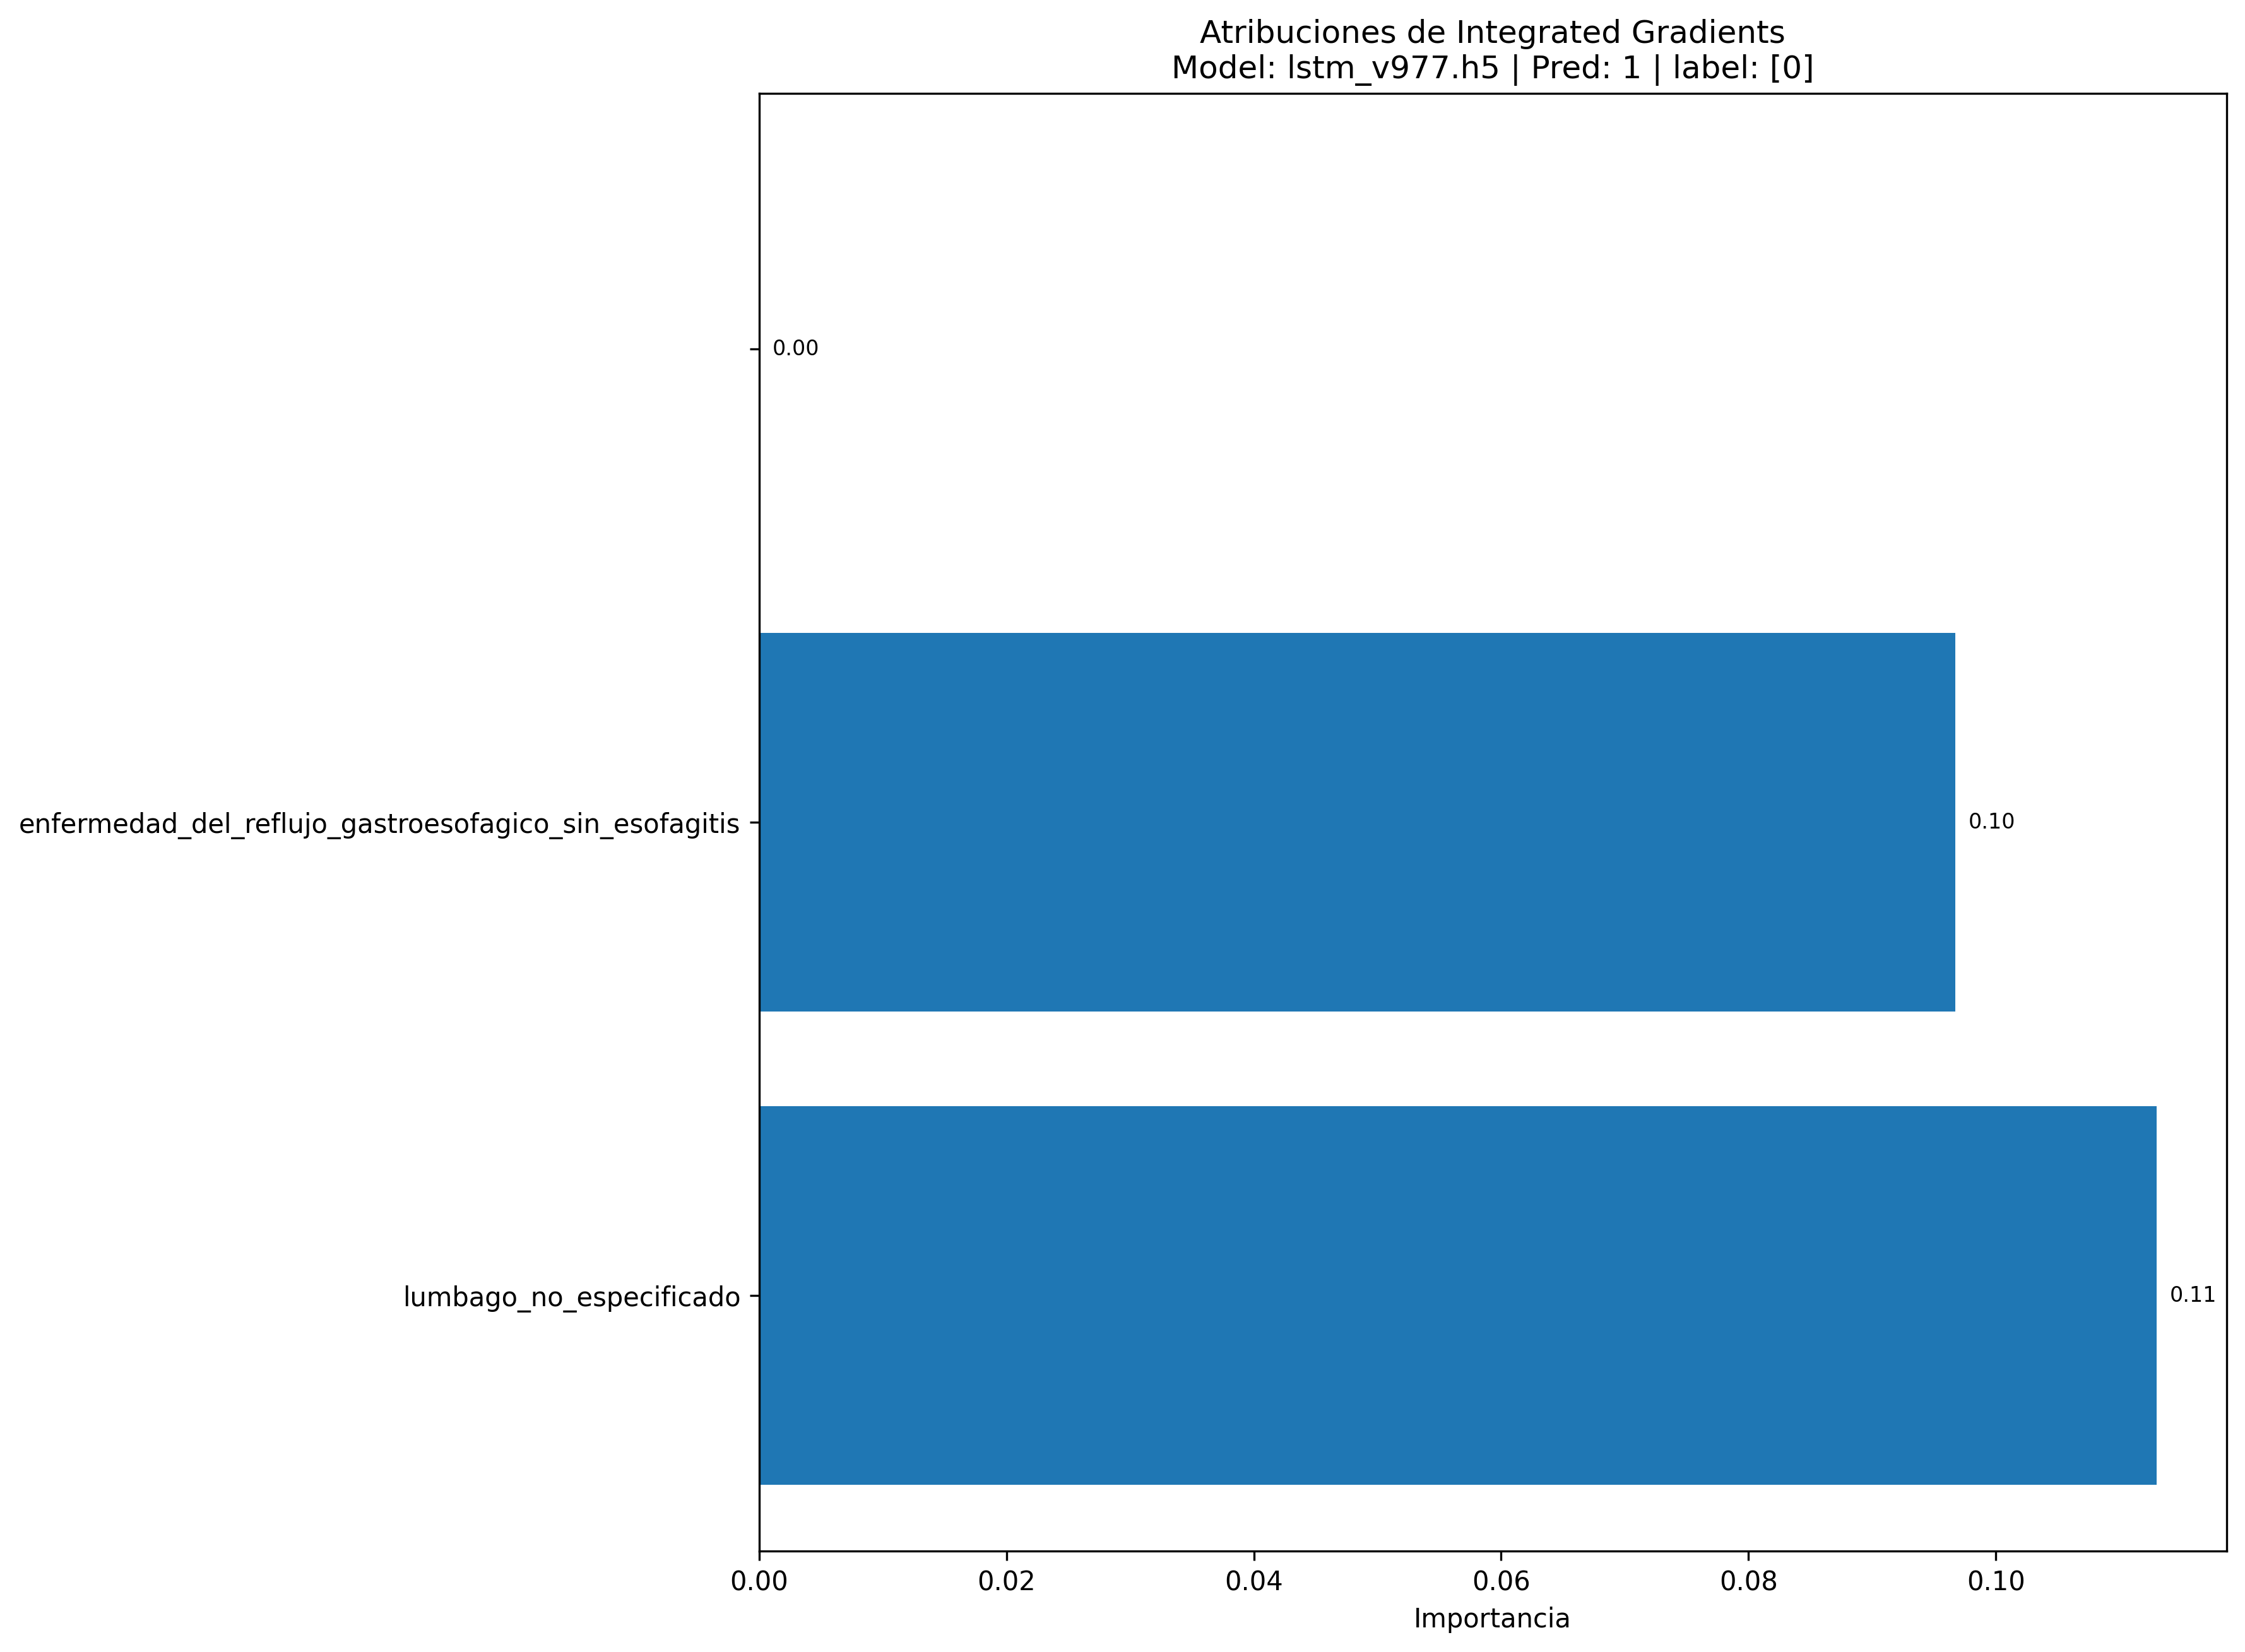 Atribuciones de Integrated Gradients
Model: lstm_v977.h5 | Pred: 1 | label: [0]
0.00
enfermedad_del_reflujo_gastroesofagico_sin_esofagitis
0.10
lumbago_no_especificado
0.11
0.00 0.02 0.04 0.06 0.08 0.10
Importancia